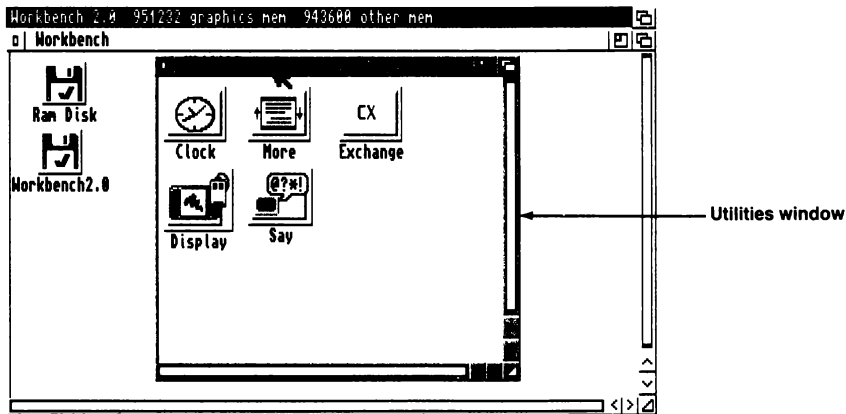 Workbench 2.0 951232 graphics mem 943600 other mem
Workbench
Ram Disk
Workbench2.0
Clock
More
CX
Exchange
@?*!
Display
Say
Utilities window